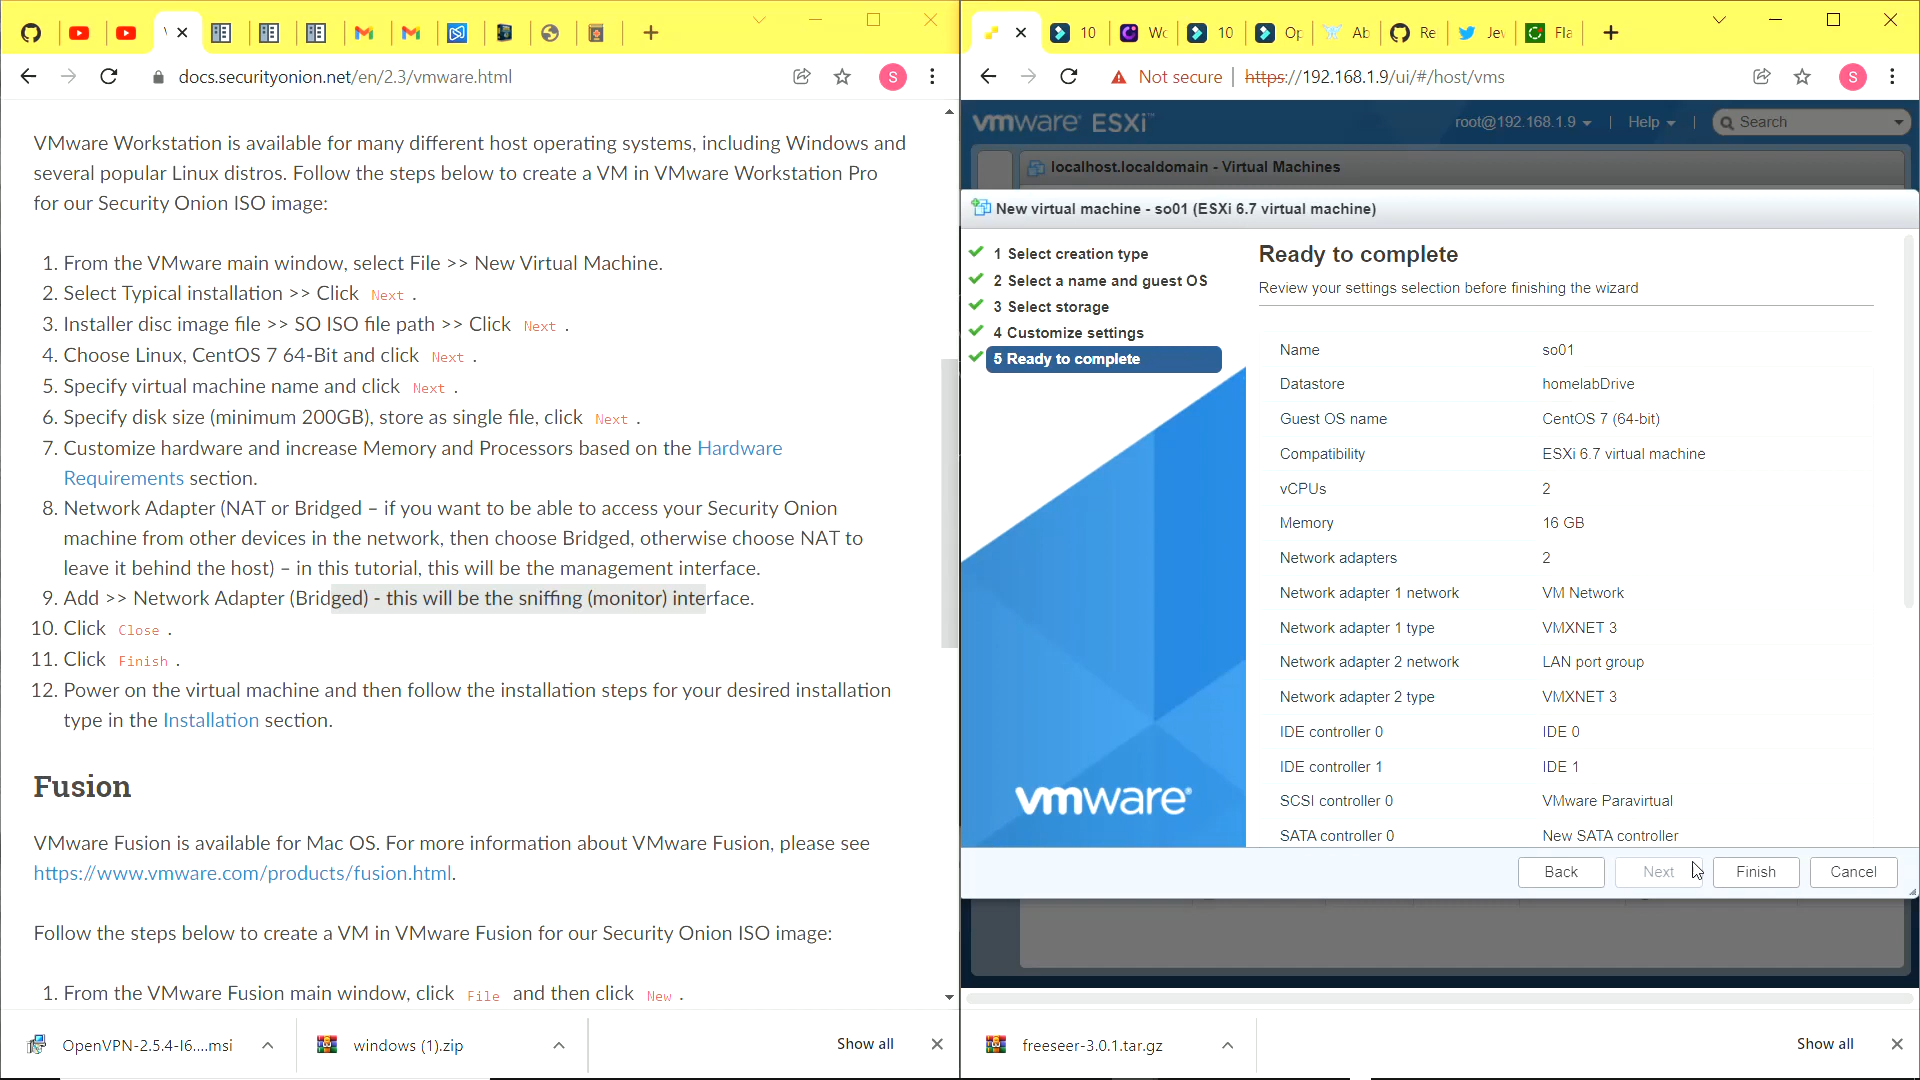 docs.securityonion.net/en/2.3/vmware.html
S
VMware Workstation is available for many different host operating systems, including Windows and
several popular Linux distros. Follow the steps below to create a VM in VMware Workstation Pro
for our Security Onion ISO image:
1. From the VMware main window, select File >> New Virtual Machine.
2. Select Typical installation >> Click Next .
3. Installer disc image file >> SO ISO file path >> Click Next .
4. Choose Linux, CentOS 7 64-Bit and click Next .
5. Specify virtual machine name and click Next .
6. Specify disk size (minimum 200GB), store as single file, click Next .
7. Customize hardware and increase Memory and Processors based on the Hardware
Requirements section.
8. Network Adapter (NAT or Bridged – if you want to be able to access your Security Onion
machine from other devices in the network, then choose Bridged, otherwise choose NAT to
leave it behind the host) – in this tutorial, this will be the management interface.
9. Add >> Network Adapter (Bridged) - this will be the sniffing (monitor) interface.
10. Click Close .
11. Click Finish .
12. Power on the virtual machine and then follow the installation steps for your desired installation
type in the Installation section.
Fusion
VMware Fusion is available for Mac OS. For more information about VMware Fusion, please see
https://www.vmware.com/products/fusion.html.
Follow the steps below to create a VM in VMware Fusion for our Security Onion ISO image:
1. From the VMware Fusion main window, click File and then click New .
OpenVPN-2.5.4-I6....msi
windows (1).zip
Show all
10
Wc
10
Op
Ab
Re
Jev
Fla
Not secure
https://192.168.1.9/ui/#/host/vms
S
vmware ESXi™
root@192.168.1.9
|
Help
|
Search
localhost.localdomain - Virtual Machines
New virtual machine - so01 (ESXi 6.7 virtual machine)
1 Select creation type
2 Select a name and guest OS
3 Select storage
4 Customize settings
5 Ready to complete
vmware®
Ready to complete
Review your settings selection before finishing the wizard
Name so01
Datastore homelabDrive
Guest OS name CentOS 7 (64-bit)
Compatibility ESXi 6.7 virtual machine
vCPUs 2
Memory 16 GB
Network adapters 2
Network adapter 1 network VM Network
Network adapter 1 type VMXNET 3
Network adapter 2 network LAN port group
Network adapter 2 type VMXNET 3
IDE controller 0 IDE 0
IDE controller 1 IDE 1
SCSI controller 0 VMware Paravirtual
SATA controller 0 New SATA controller
Back
Next
Finish
Cancel
freeseer-3.0.1.tar.gz
Show all